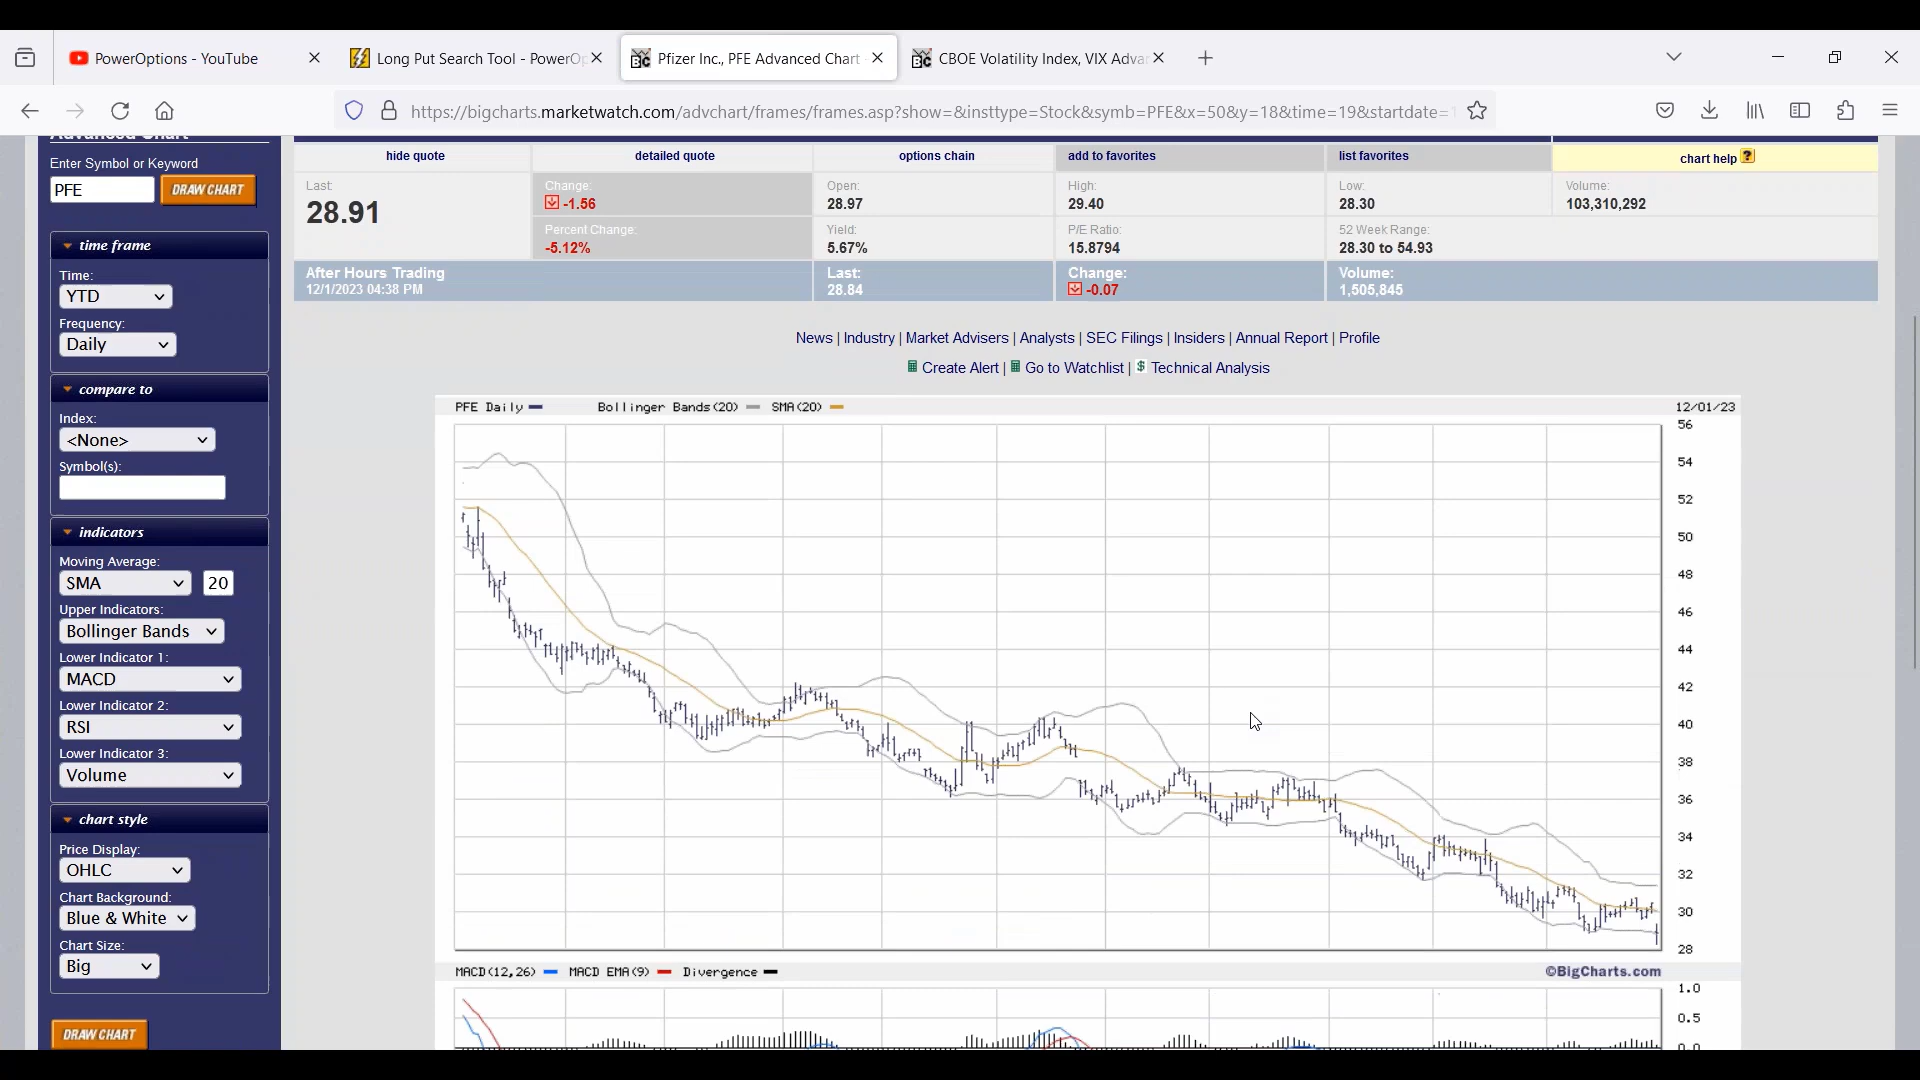 PowerOptions - YouTube
Long Put Search Tool - PowerOp
Pfizer Inc., PFE Advanced Chart
CBOE Volatility Index, VIX Adva
https://bigcharts.marketwatch.com/advchart/frames/frames.asp?show=&insttype=Stock&symb=PFE&x=50&y=18&time=19&startdate=
Enter Symbol or Keyword
PFE
DRAW CHART
time frame
Time:
YTD
Frequency:
Daily
compare to
Index:
<None>
Symbol(s):
indicators
Moving Average:
SMA 20
Upper Indicators:
Bollinger Bands
Lower Indicator 1:
MACD
Lower Indicator 2:
RSI
Lower Indicator 3:
Volume
chart style
Price Display:
OHLC
Chart Background:
Blue & White
Chart Size:
Big
DRAW CHART
hide quote detailed quote options chain add to favorites list favorites chart help ?
Last:
28.91
Change:
-1.56
Percent Change:
-5.12%
Open:
28.97
Yield:
5.67%
High:
29.40
P/E Ratio:
15.8794
Low:
28.30
52 Week Range:
28.30 to 54.93
Volume:
103,310,292
After Hours Trading
12/1/2023 04:38 PM
Last:
28.84
Change:
-0.07
Volume:
1,505,845
News | Industry | Market Advisers | Analysts | SEC Filings | Insiders | Annual Report | Profile
Create Alert | Go to Watchlist | $ Technical Analysis
PFE Daily Bollinger Bands(20) SMA(20) 12/01/23
56
54
52
50
48
46
44
42
40
38
36
34
32
30
28
MACD(12,26) MACD EMA(9) Divergence ©BigCharts.com
1.0
0.5